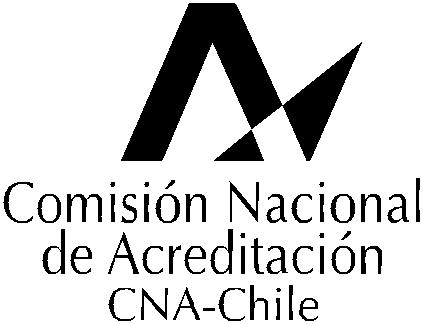 Comisión Nacional
de Acreditación
CNA-Chile